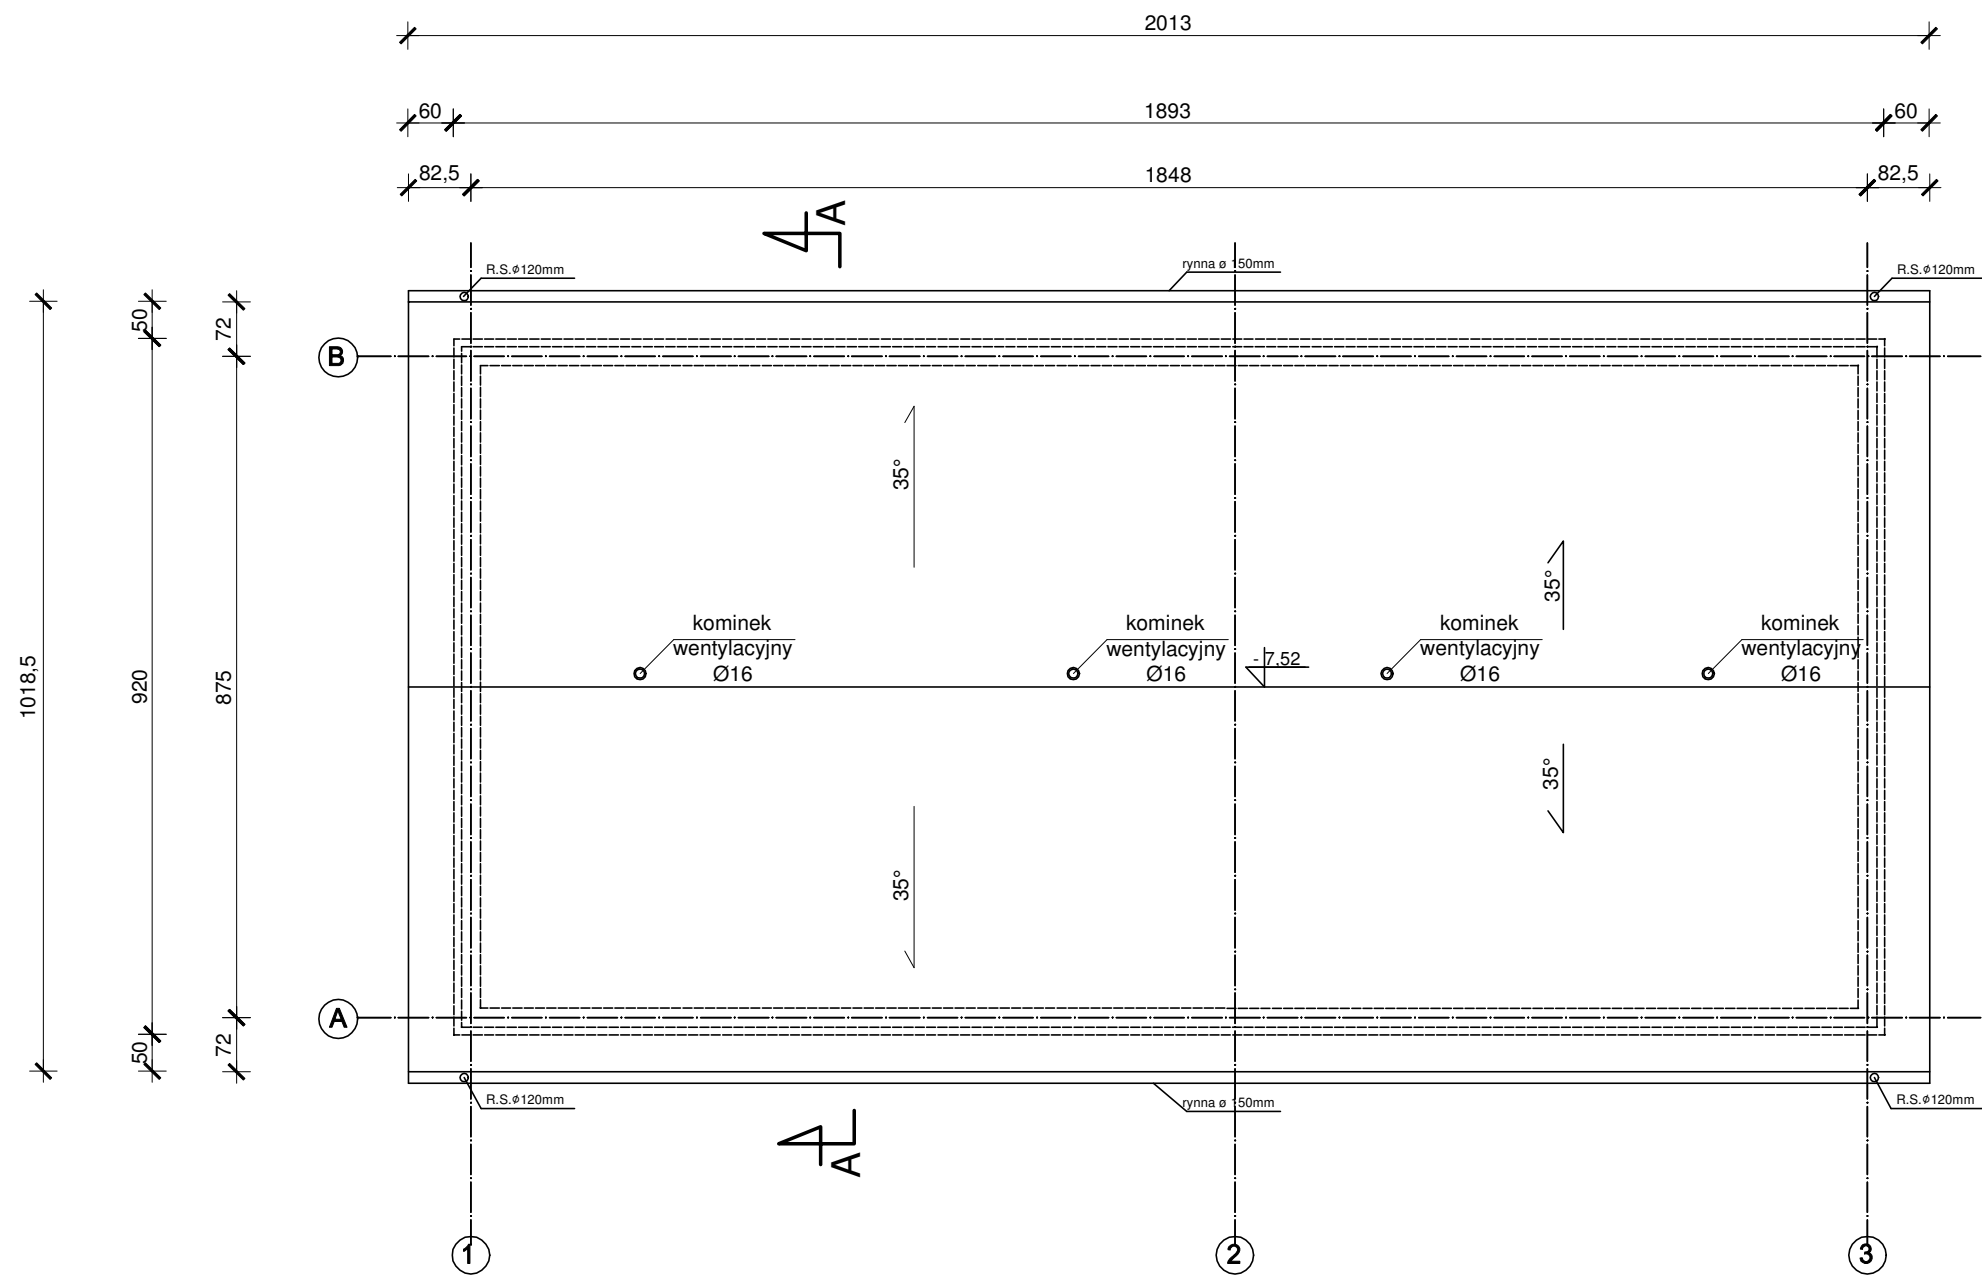 2013
60
1893
60
82,5
1848
82,5
A
R.S.ø120mm
rynna ø 150mm
R.S.ø120mm
50
72
B
35°
35°
kominek
wentylacyjny
Ø16
kominek
wentylacyjny
Ø16
- 7,52
kominek
wentylacyjny
Ø16
kominek
wentylacyjny
Ø16
1018,5
920
875
35°
35°
A
50
72
R.S.ø120mm
rynna ø 150mm
R.S.ø120mm
A
1
2
3